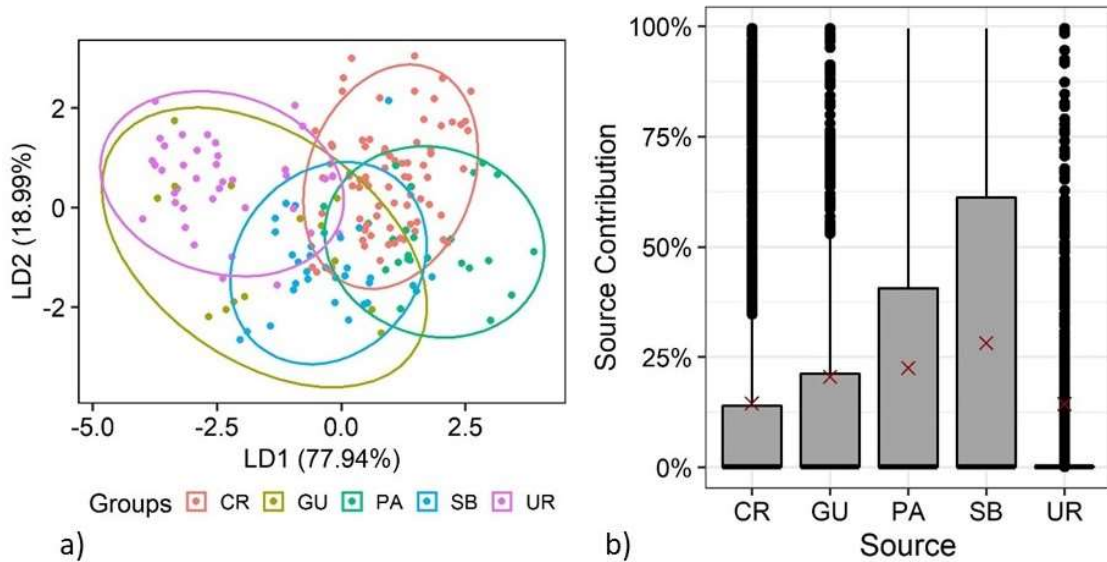 2
0
-2
LD2 (18.99%)
-5.0 -2.5 0.0 2.5
LD1 (77.94%)
Groups CR GU PA SB UR
a)
100%
75%
50%
25%
0%
Source Contribution
CR GU PA SB UR
Source
b)